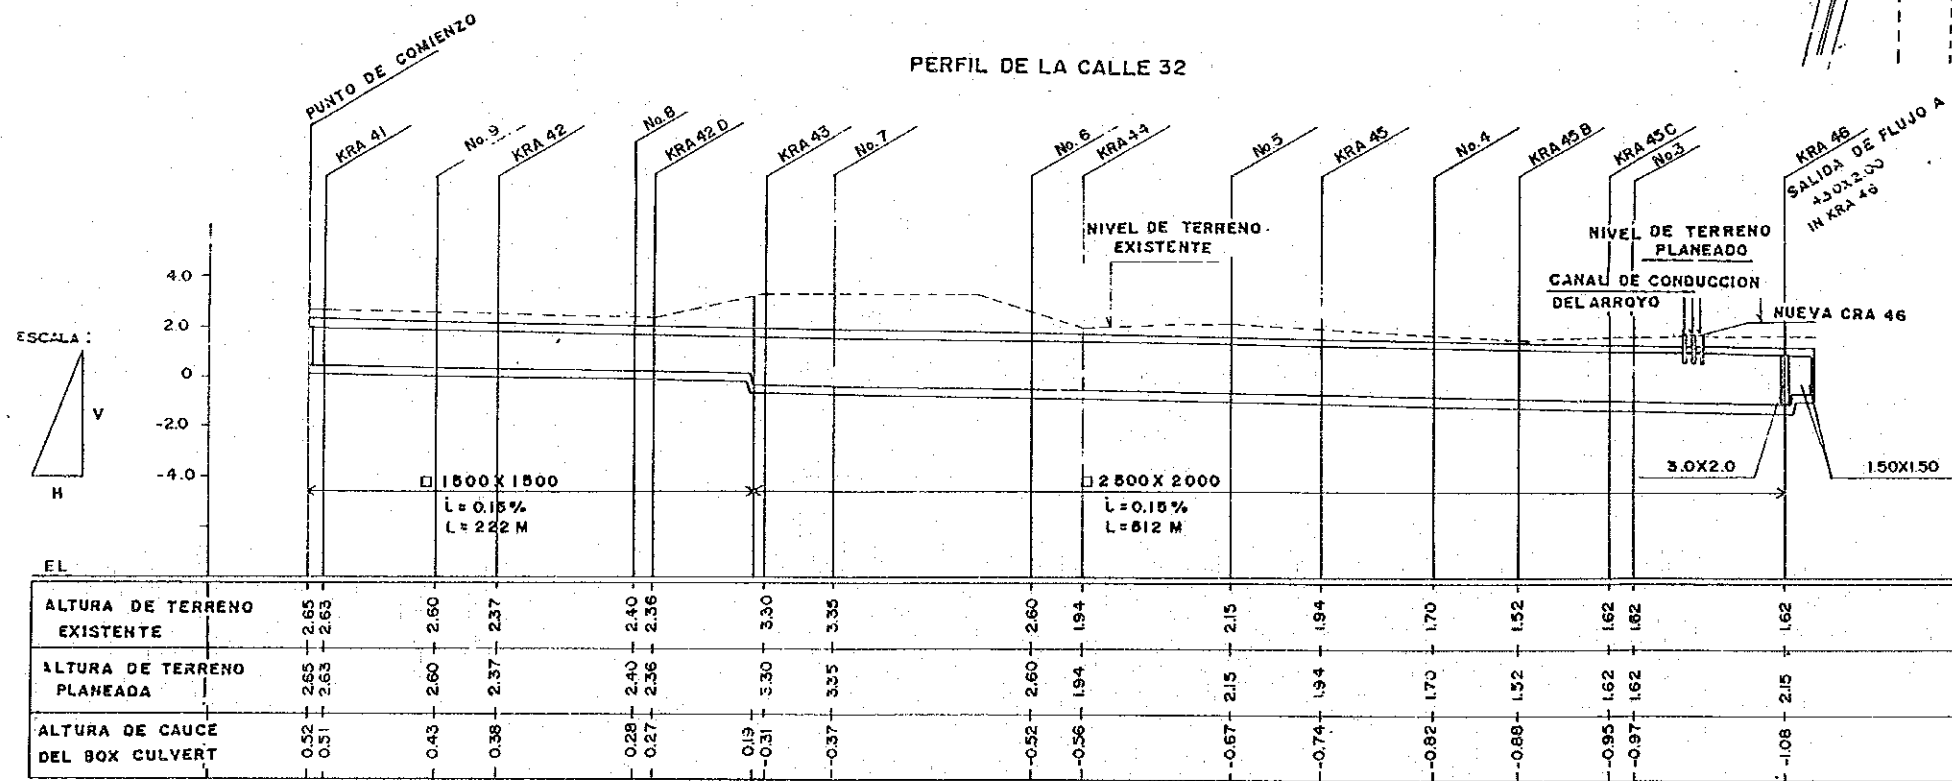 PERFIL DE LA CALLE 32
PUNTO DE COMIENZO
KRA 41
No. 9
KRA 42
No. 8
KRA 42 D
KRA 43
No. 7
No. 6
KRA 44
No. 5
KRA 45
No. 4
KRA 45 B
KRA 45 C
No. 3
KRA 46
SALIDA DE FLUJO A
IN KRA 46
NIVEL DE TERRENO
EXISTENTE
NIVEL DE TERRENO
PLANEADO
CANAL DE CONDUCCION
DEL ARROYO
NUEVA CRA 46
ESCALA :
V
H
4.0
2.0
0
-2.0
-4.0
EL
□ 1800 X 1500
i = 0.15%
L = 222 M
□ 2500 X 2000
i = 0.15%
L = 512 M
3.0X2.0
1.50X1.50
ALTURA DE TERRENO
EXISTENTE
2.65 2.63 2.60 2.37 2.40 2.36 3.30 3.35 2.60 1.94 2.15 1.94 1.70 1.52 1.62 1.62 1.62
ALTURA DE TERRENO
PLANEADA
2.65 2.63 2.60 2.37 2.40 2.36 3.30 3.35 2.60 1.94 2.15 1.94 1.70 1.52 1.62 1.62 2.15
ALTURA DE CAUCE
DEL BOX CULVERT
0.52 0.51 0.43 0.38 0.28 0.27 0.19 -0.31 -0.37 -0.52 -0.56 -0.67 -0.74 -0.82 -0.88 -0.95 -0.97 -1.08